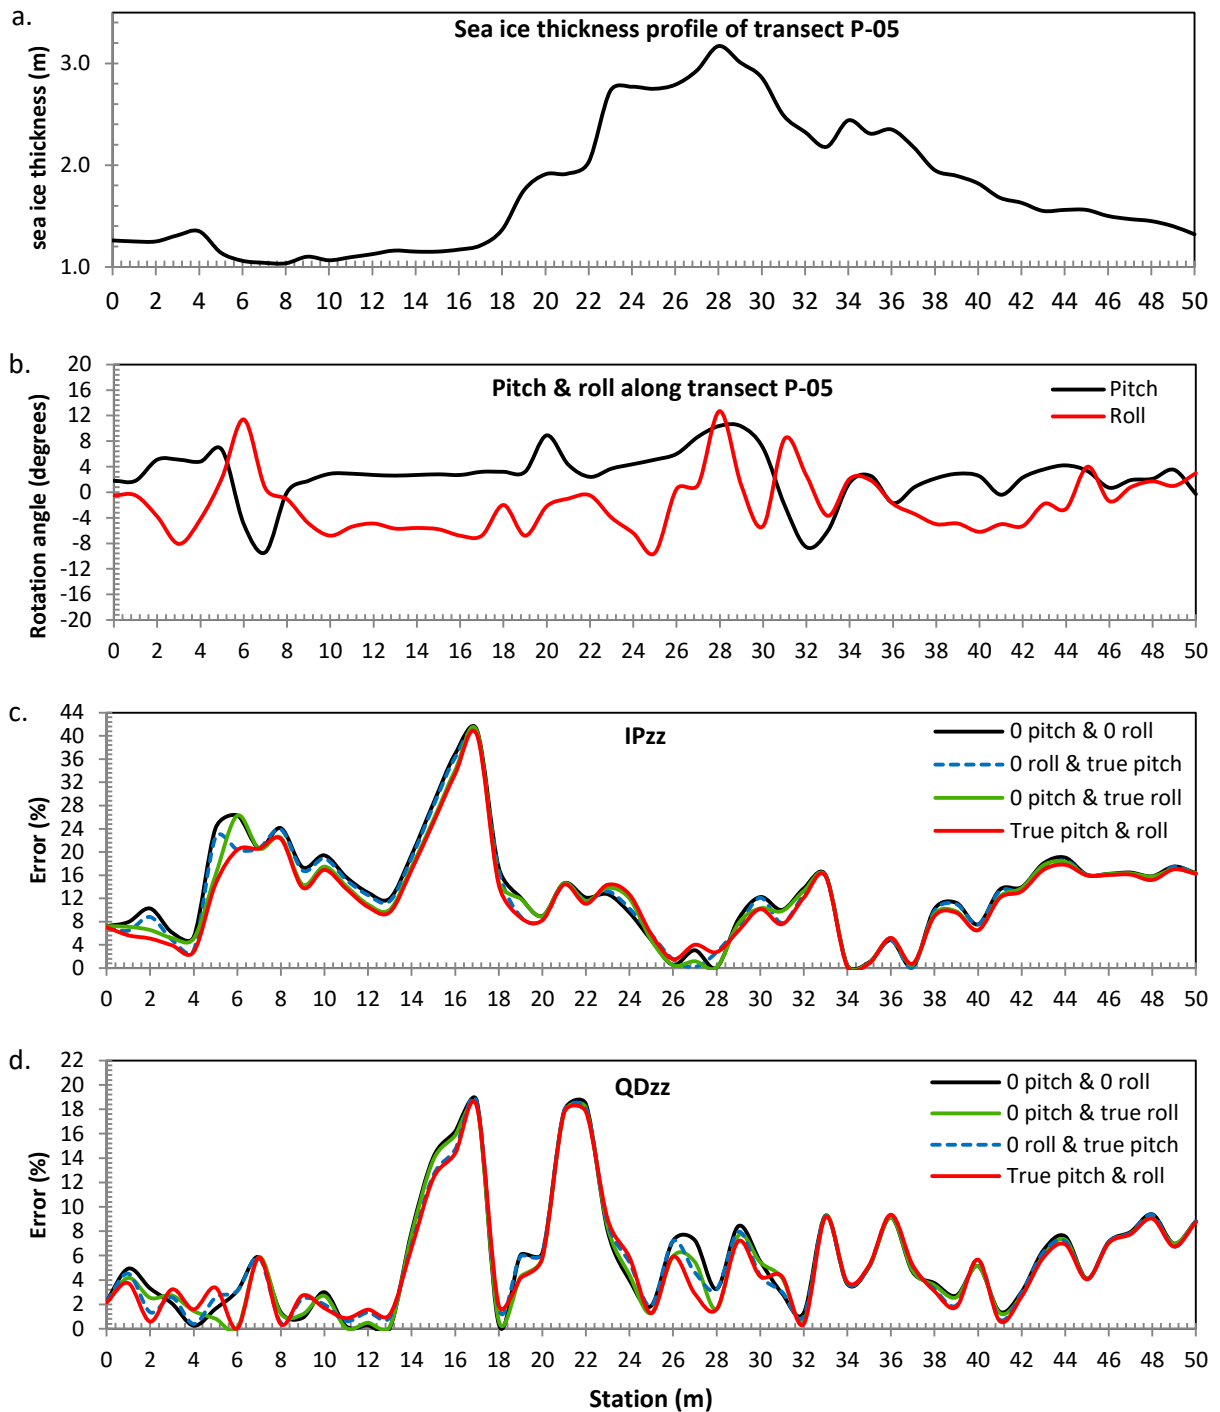 a.
Sea ice thickness profile of transect P-05
sea ice thickness (m)
3.0
2.0
1.0
0 2 4 6 8 10 12 14 16 18 20 22 24 26 28 30 32 34 36 38 40 42 44 46 48 50
b.
Pitch & roll along transect P-05
Pitch
Roll
Rotation angle (degrees)
20
16
12
8
4
0
-4
-8
-12
-16
-20
0 2 4 6 8 10 12 14 16 18 20 22 24 26 28 30 32 34 36 38 40 42 44 46 48 50
c.
IPzz
0 pitch & 0 roll
0 roll & true pitch
0 pitch & true roll
True pitch & roll
Error (%)
44
40
36
32
28
24
20
16
12
8
4
0
0 2 4 6 8 10 12 14 16 18 20 22 24 26 28 30 32 34 36 38 40 42 44 46 48 50
d.
QDzz
0 pitch & 0 roll
0 pitch & true roll
0 roll & true pitch
True pitch & roll
Error (%)
22
20
18
16
14
12
10
8
6
4
2
0
0 2 4 6 8 10 12 14 16 18 20 22 24 26 28 30 32 34 36 38 40 42 44 46 48 50
Station (m)